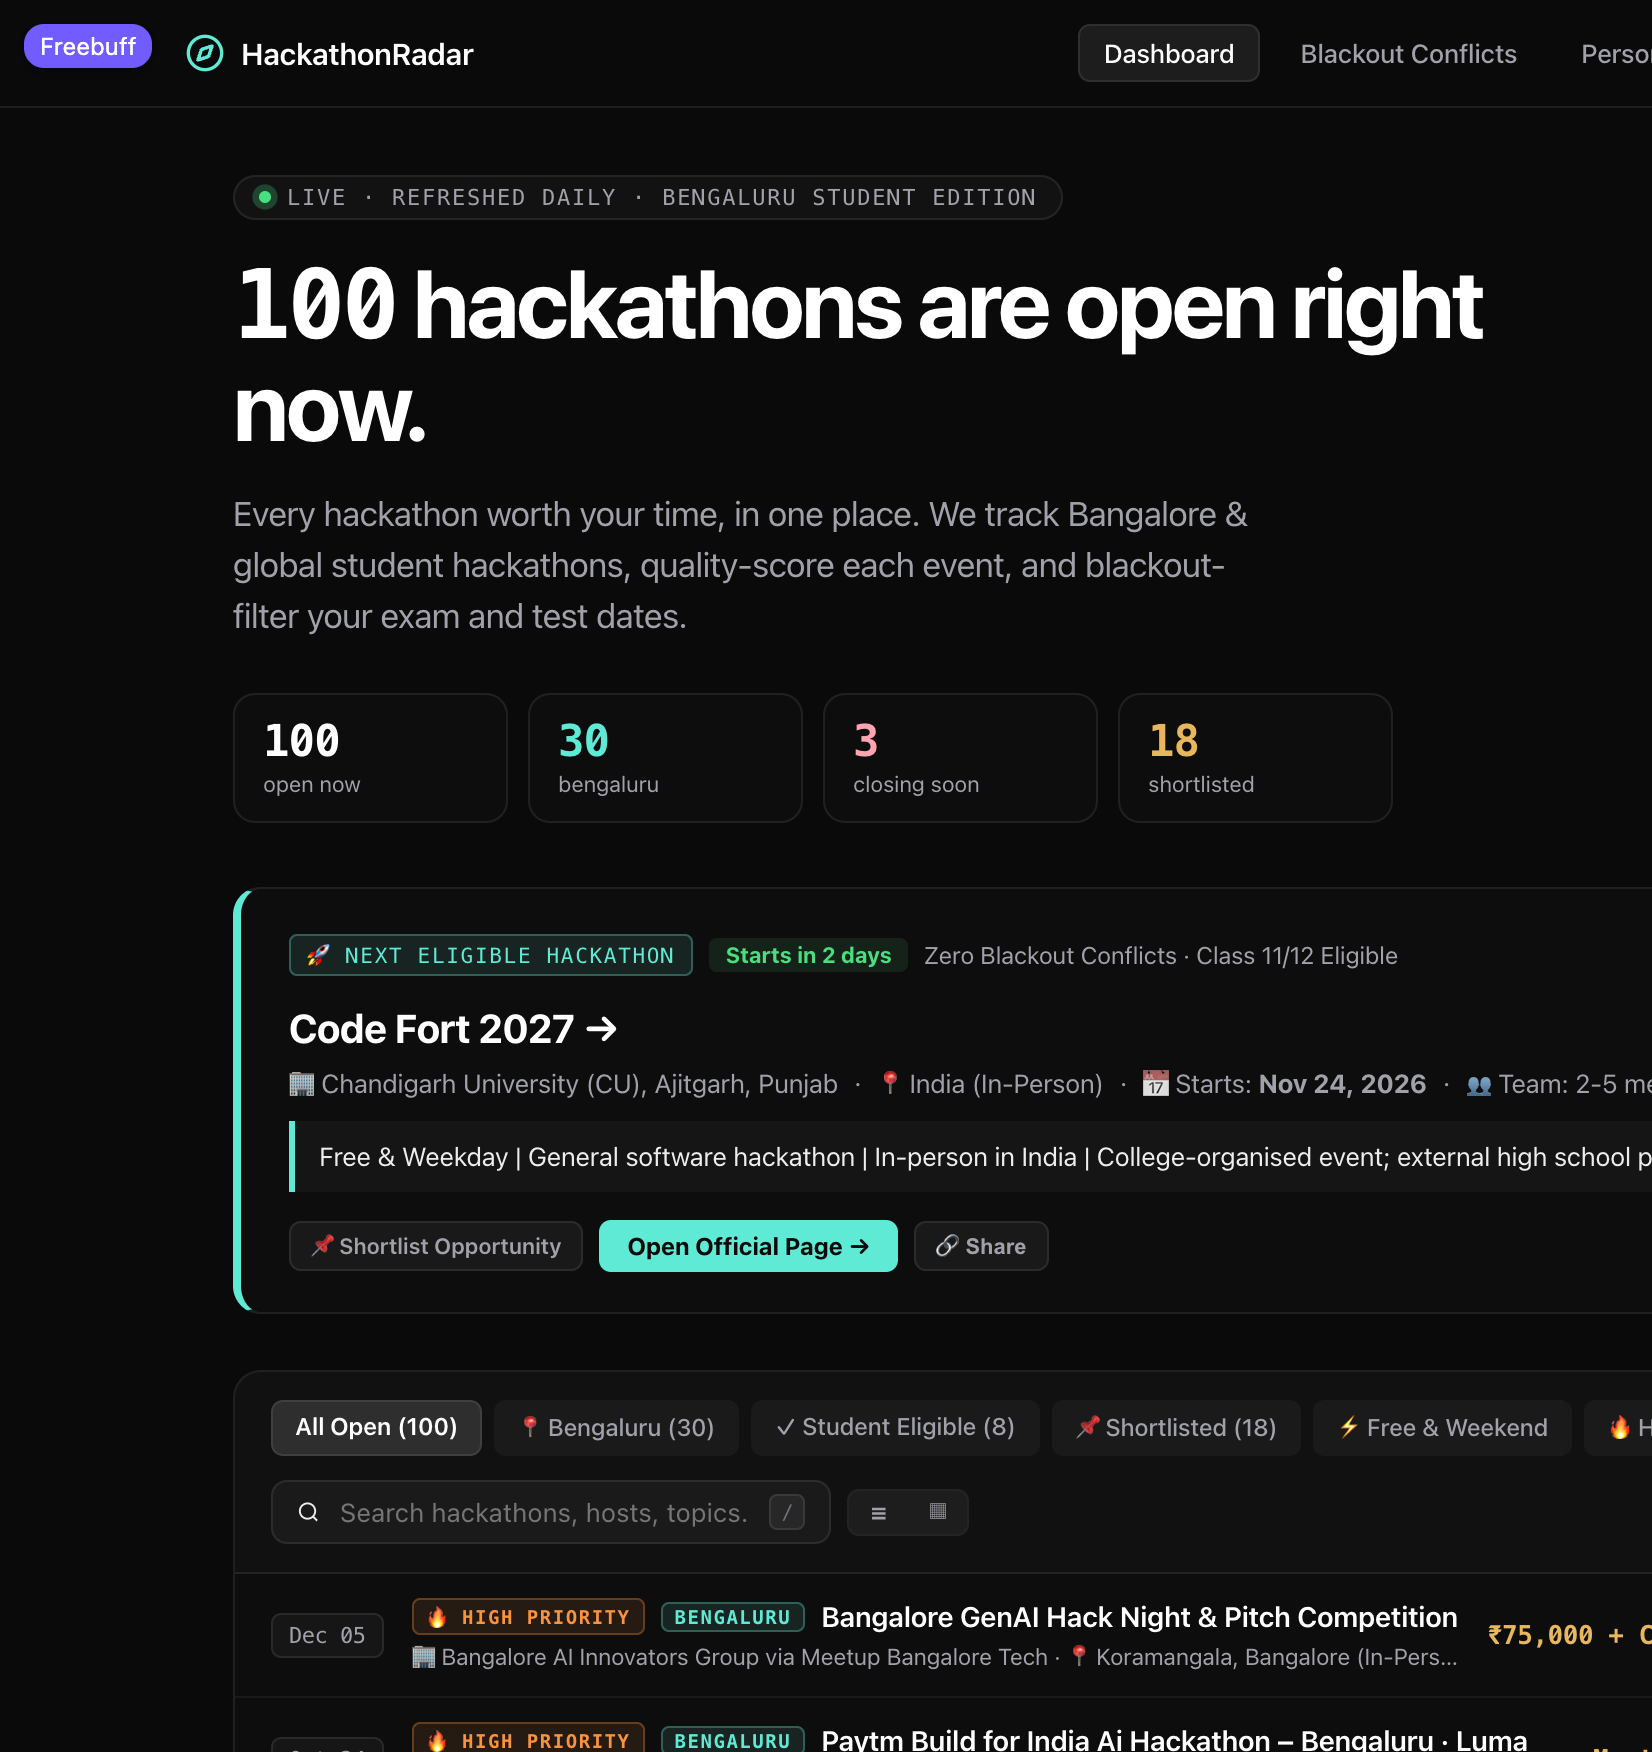 Freebuff
HackathonRadar
Dashboard
Blackout Conflicts
LIVE · REFRESHED DAILY · BENGALURU STUDENT EDITION
100 hackathons are open right
now.
Every hackathon worth your time, in one place. We track Bangalore &
global student hackathons, quality-score each event, and blackout-
filter your exam and test dates.
100
open now
30
bengaluru
3
closing soon
18
shortlisted
🚀 NEXT ELIGIBLE HACKATHON
Starts in 2 days
Zero Blackout Conflicts · Class 11/12 Eligible
Code Fort 2027 →
🏢 Chandigarh University (CU), Ajitgarh, Punjab · 📍 India (In-Person) · 📅 Starts: Nov 24, 2026 · 👥 Team: 2-5
Free & Weekday | General software hackathon | In-person in India | College-organised event; external high school
📌 Shortlist Opportunity
Open Official Page →
🔗 Share
All Open (100)
📍 Bengaluru (30)
✓ Student Eligible (8)
📌 Shortlisted (18)
⚡ Free & Weekend
Search hackathons, hosts, topics.
/
Dec 05
🔥 HIGH PRIORITY
BENGALURU
Bangalore GenAI Hack Night & Pitch Competition
₹75,000 +
🏢 Bangalore AI Innovators Group via Meetup Bangalore Tech · 📍 Koramangala, Bangalore (In-Pers...
🔥 HIGH PRIORITY
BENGALURU
Paytm Build for India Ai Hackathon – Bengaluru · Luma